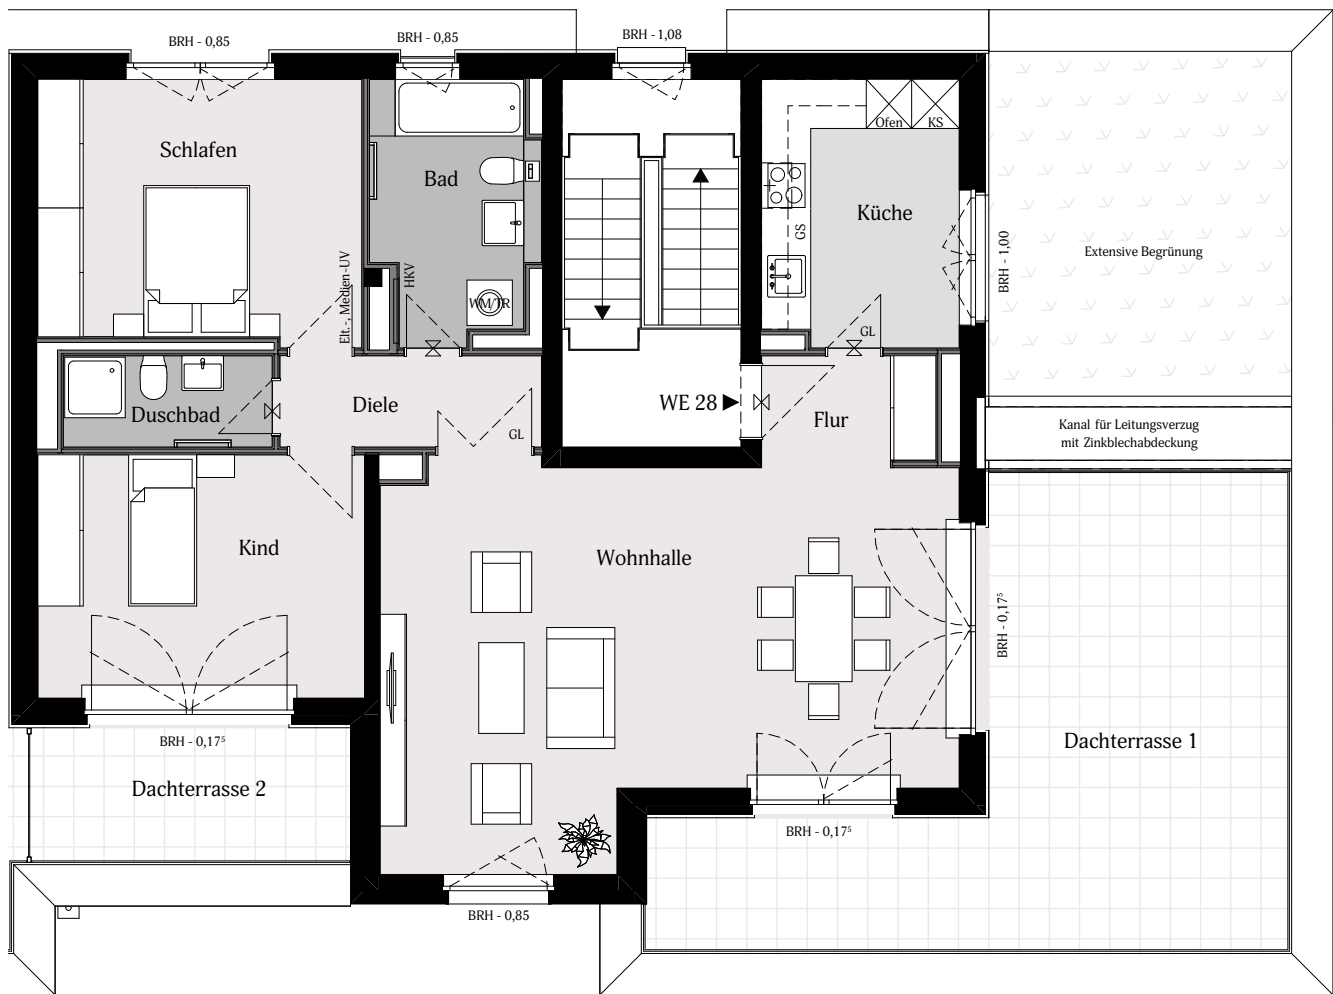 BRH - 0,85
BRH - 0,85
BRH - 1,08
Schlafen
Bad
Ofen
KS
Küche
GS
BRH - 1,00
Extensive Begrünung
Elt.-, Medien-UV
HKV
WM/TR
GL
Duschbad
Diele
GL
WE 28
Flur
Kanal für Leitungsverzug
mit Zinkblechabdeckung
Kind
Wohnhalle
BRH - 0,17⁵
BRH - 0,17⁵
Dachterrasse 1
Dachterrasse 2
BRH - 0,17⁵
BRH - 0,85